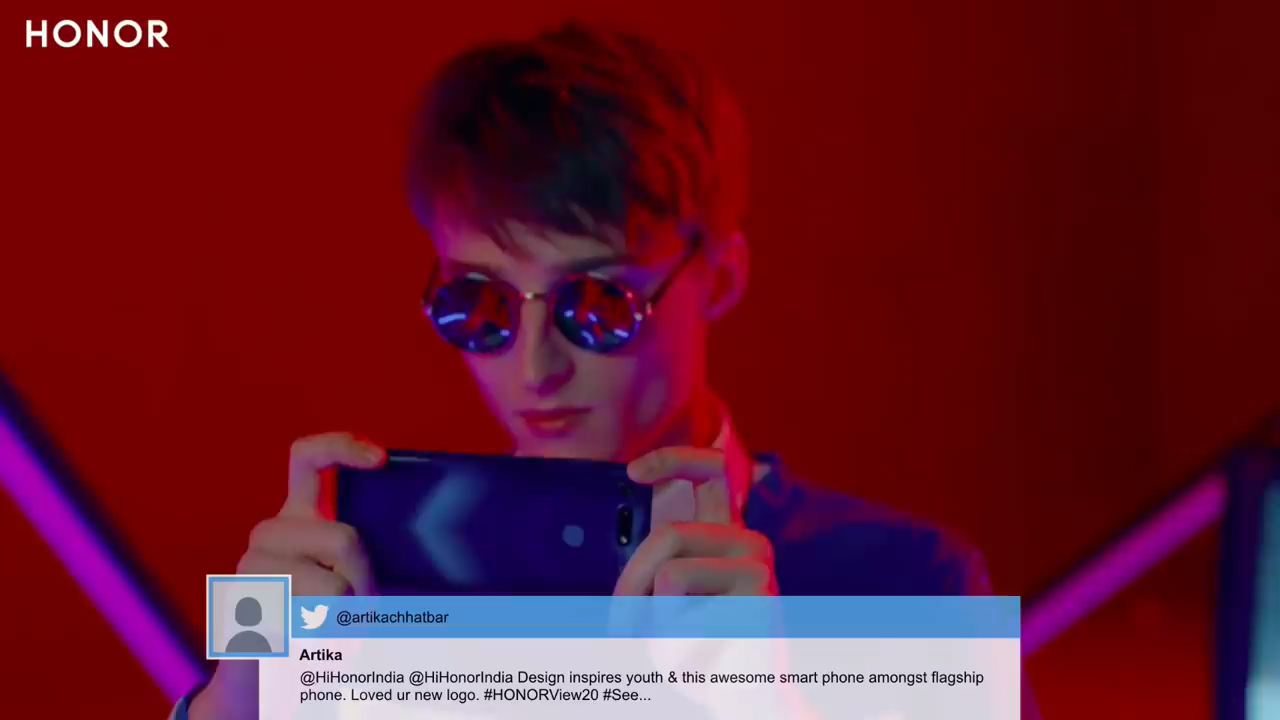 HONOR
@artikachhatbar
Artika
@HiHonorIndia @HiHonorIndia Design inspires youth & this awesome smart phone amongst flagship
phone. Loved ur new logo. #HONORView20 #See...